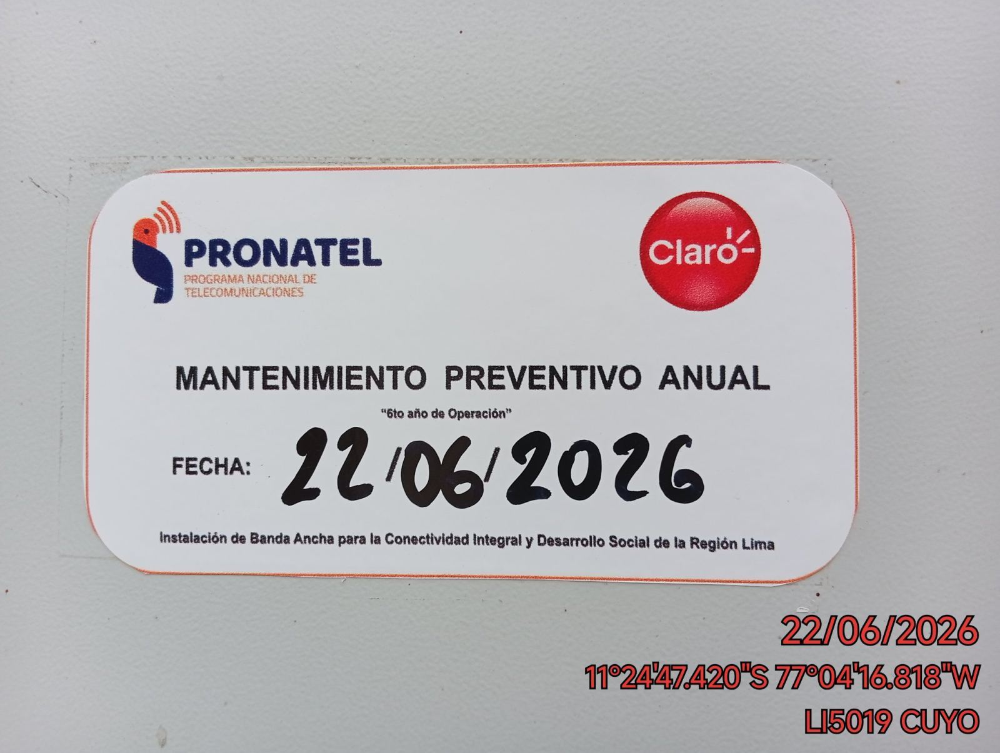 PRONATEL
PROGRAMA NACIONAL DE
TELECOMUNICACIONES
Claro
MANTENIMIENTO PREVENTIVO ANUAL
"6to año de Operación"
FECHA: 22/06/2026
Instalación de Banda Ancha para la Conectividad Integral y Desarrollo Social de la Región Lima
22/06/2026
11°24'47.420"S 77°04'16.818"W
LI5019 CUYO